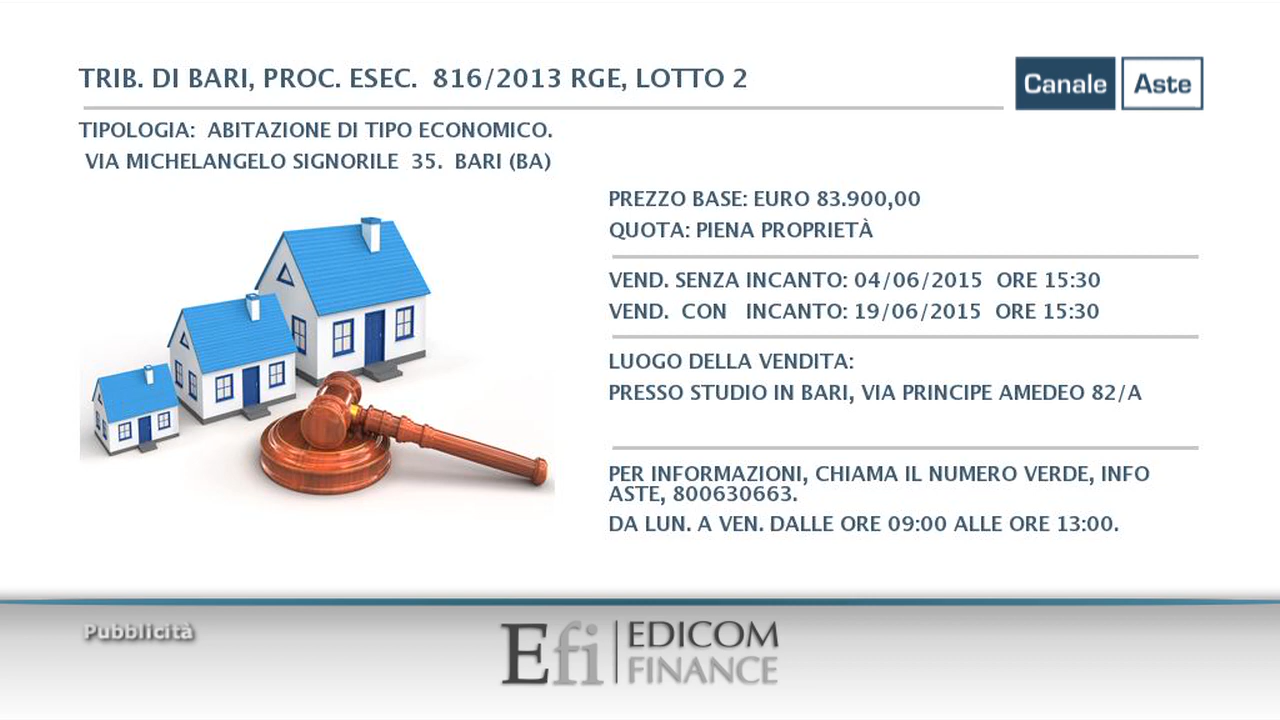 TRIB. DI BARI, PROC. ESEC.  816/2013 RGE, LOTTO 2
Canale Aste
TIPOLOGIA:  ABITAZIONE DI TIPO ECONOMICO.
VIA MICHELANGELO SIGNORILE  35.  BARI (BA)
PREZZO BASE: EURO 83.900,00
QUOTA: PIENA PROPRIETÀ
VEND. SENZA INCANTO: 04/06/2015  ORE 15:30
VEND.  CON   INCANTO: 19/06/2015  ORE 15:30
LUOGO DELLA VENDITA:
PRESSO STUDIO IN BARI, VIA PRINCIPE AMEDEO 82/A
PER INFORMAZIONI, CHIAMA IL NUMERO VERDE, INFO
ASTE, 800630663.
DA LUN. A VEN. DALLE ORE 09:00 ALLE ORE 13:00.
Pubblicità
Efi EDICOM
FINANCE